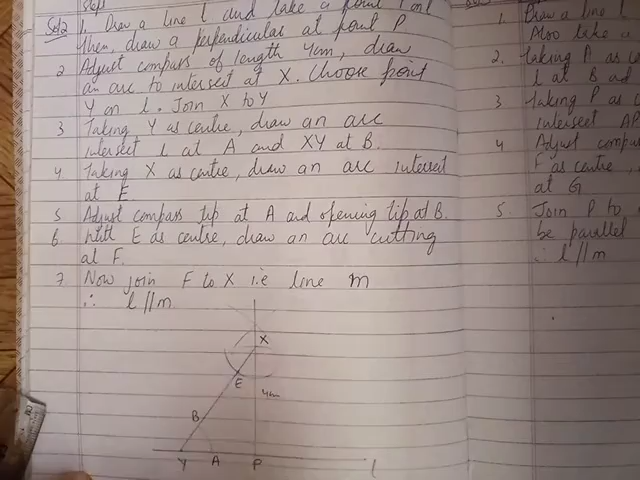 Step1
Sol2 1. Draw a line l and take a point P on l
then, draw a perpendicular at point P.
2 Adjust compass of length 4cm, draw
an arc to intersect at X. Choose point
Y on l. Join X to Y
3 Taking Y as centre, draw an arc
intersect l at A and XY at B.
4 Taking X as centre, draw an arc intersect
at E
5 Adjust compass tip at A and opening tip at B.
6 With E as centre, draw an arc cutting
at F.
7 Now join F to X i.e line m
∴ l // m
X
E
4cm
B
Y A P l
1. Draw a line l
Also take a
2. Taking A as ce
l at B ad
3 Taking P as c
intersect AP
4 Adjust compa
F as centre,
at G
5. Join P to
be parallel
∴ l // m